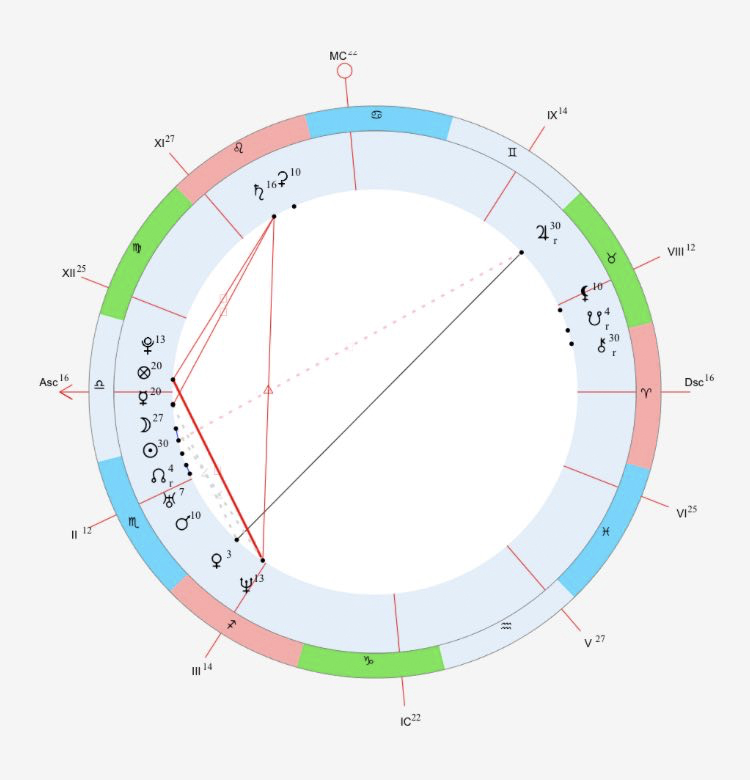 MC
♋
IX 14
XI 27
♌
♊
♄ 16
⚳ 10
♃ 30 r
♍
♉
VIII 12
XII 25
⚸ 10
☋ 4 r
⚷ 30 r
♇ 13
⊗ 20
Asc 16
♎
☿ 20
♈
Dsc 16
☽ 27
☉ 30
☊ 4 r
♅ 7
♂ 10
II 12
♏
VI 25
♓
♀ 3
♆ 13
♐
♒
III 14
♑
V 27
IC 22